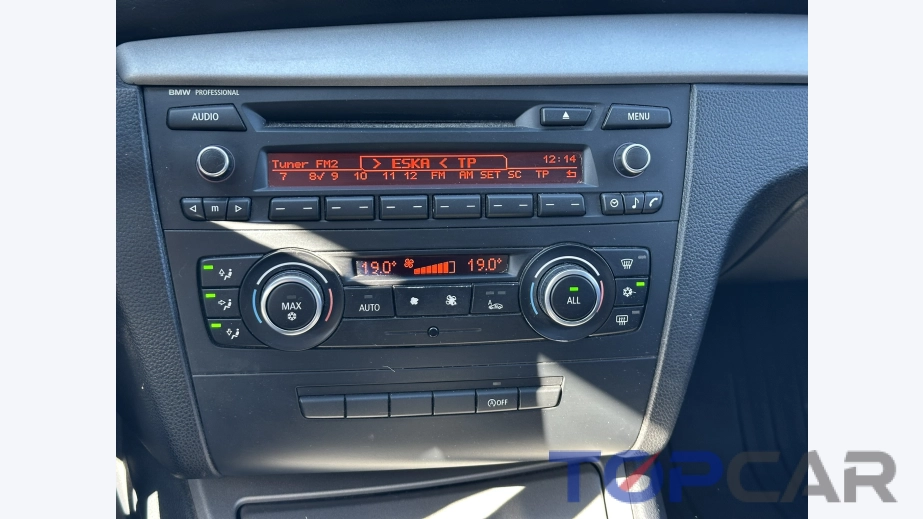 BMW PROFESSIONAL
AUDIO
MENU
Tuner FM2 > ESKA < TP 12:14
7 8✓ 9 10 11 12 FM AM SET SC TP
m
19.0° 19.0°
MAX
AUTO
A
ALL
A OFF
TOPCAR